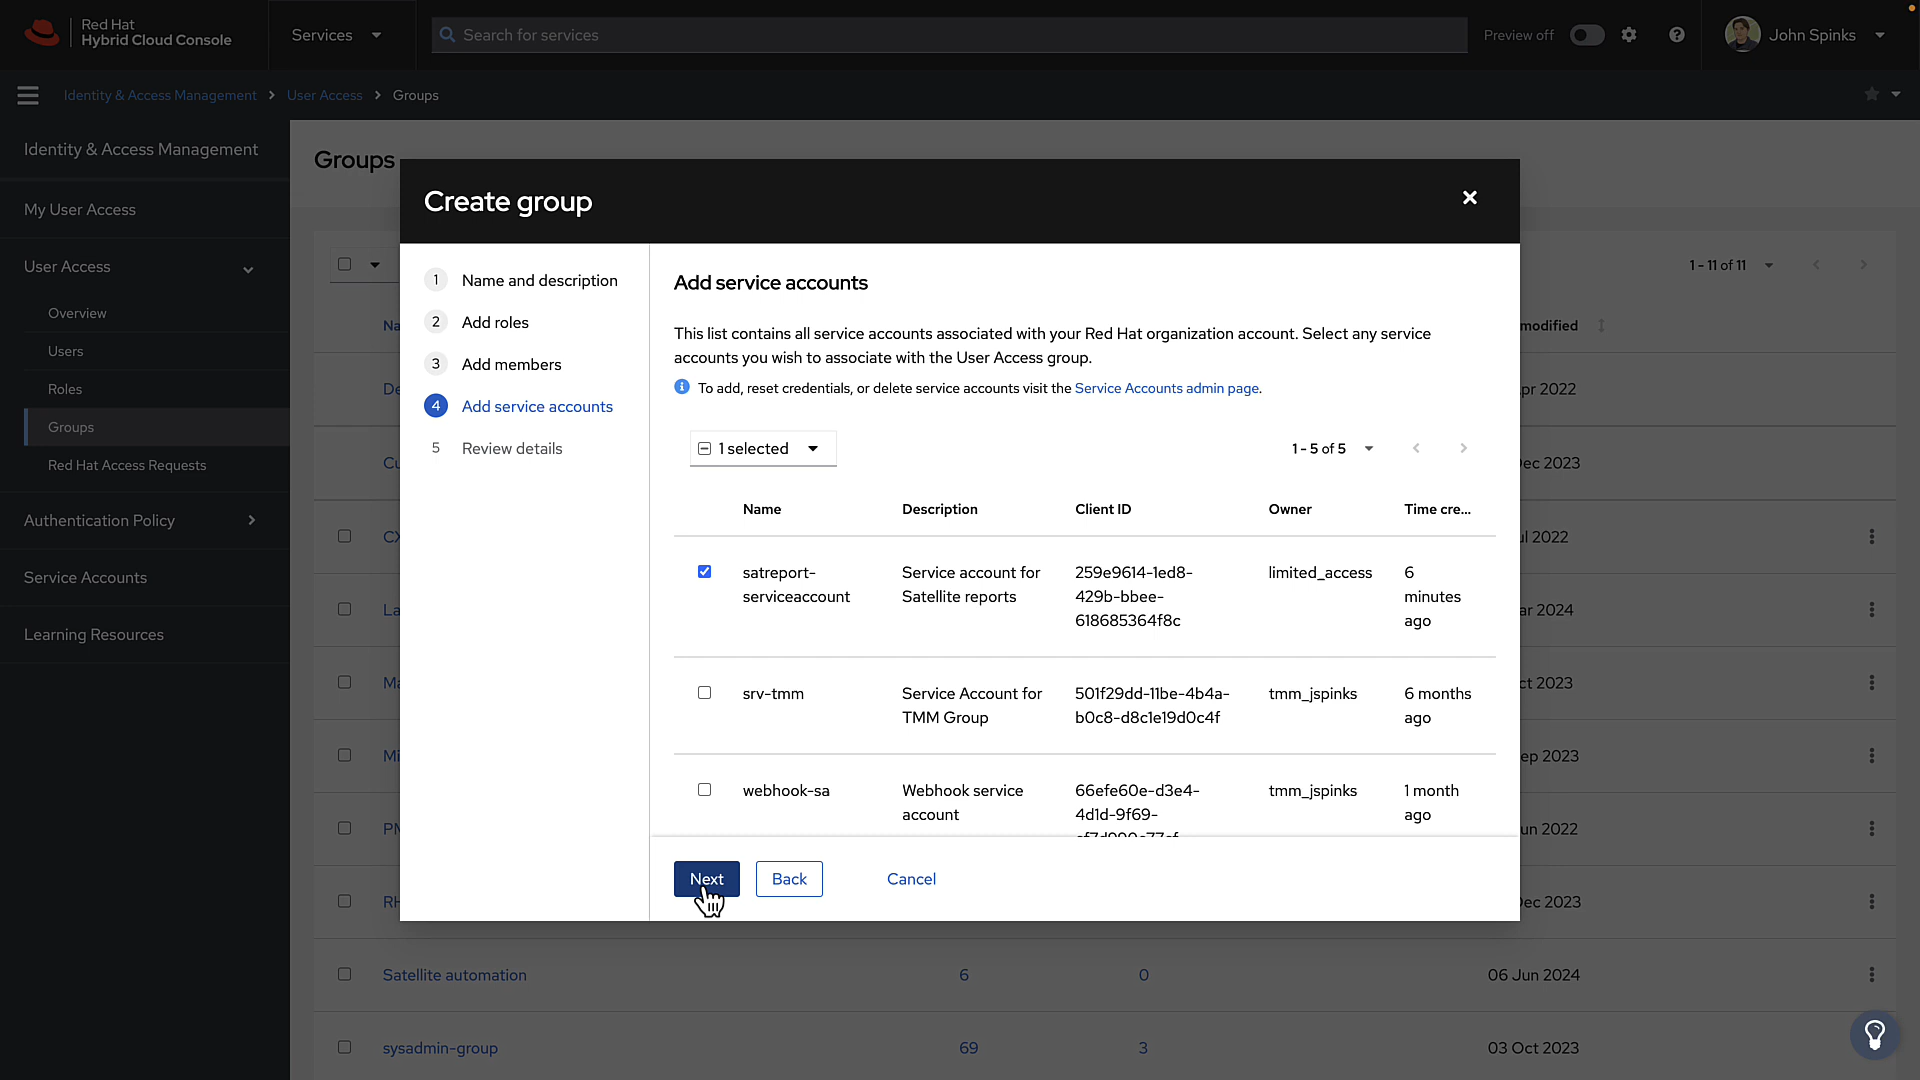 Red Hat
Hybrid Cloud Console
Services
Search for services
Preview off
John Spinks
Identity & Access Management
User Access
Groups
Identity & Access Management
My User Access
User Access
Overview
Users
Roles
Groups
Red Hat Access Requests
Authentication Policy
Service Accounts
Learning Resources
Groups
1 - 11 of 11
Create group
1 Name and description
2 Add roles
3 Add members
4 Add service accounts
5 Review details
Add service accounts
This list contains all service accounts associated with your Red Hat organization account. Select any service
accounts you wish to associate with the User Access group.
To add, reset credentials, or delete service accounts visit the Service Accounts admin page.
1 selected
1 - 5 of 5
Name Description Client ID Owner Time cre...
satreport-
serviceaccount
Service account for
Satellite reports
259e9614-1ed8-
429b-bbee-
618685364f8c
limited_access
6
minutes
ago
srv-tmm
Service Account for
TMM Group
501f29dd-11be-4b4a-
b0c8-d8c1e19d0c4f
tmm_jspinks
6 months
ago
webhook-sa
Webhook service
account
66efe60e-d3e4-
4d1d-9f69-
tmm_jspinks
1 month
ago
Next
Back
Cancel
modified
2022
2023
2022
2024
2023
2023
2022
2023
Satellite automation 6 0 06 Jun 2024
sysadmin-group 69 3 03 Oct 2023